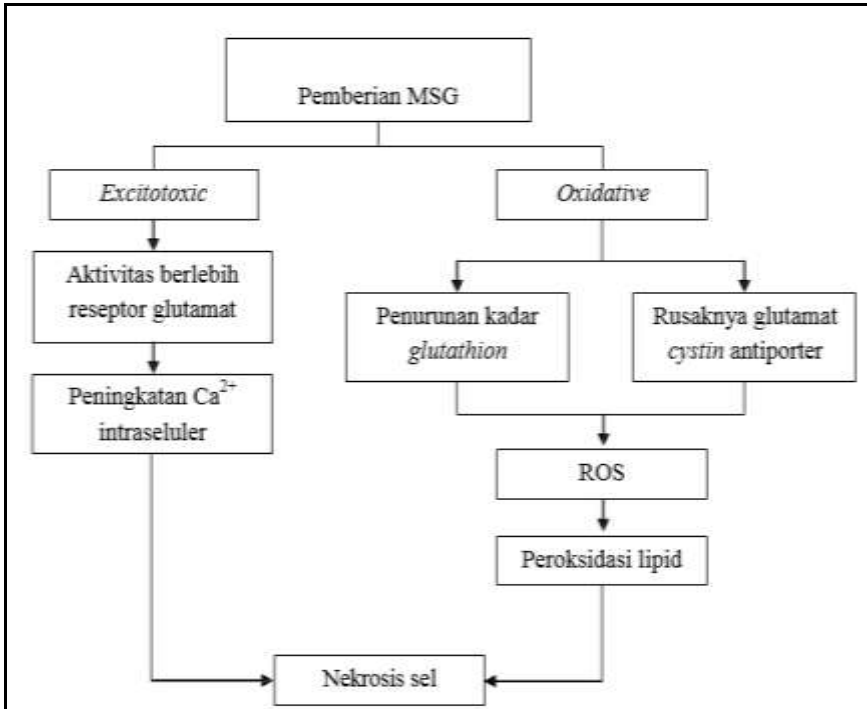 Pemberian MSG
Excitotoxic
Oxidative
Aktivitas berlebih
reseptor glutamat
Penurunan kadar
glutathion
Rusaknya glutamat
cystin antiporter
Peningkatan Ca²⁺
intraseluler
ROS
Peroksidasi lipid
Nekrosis sel